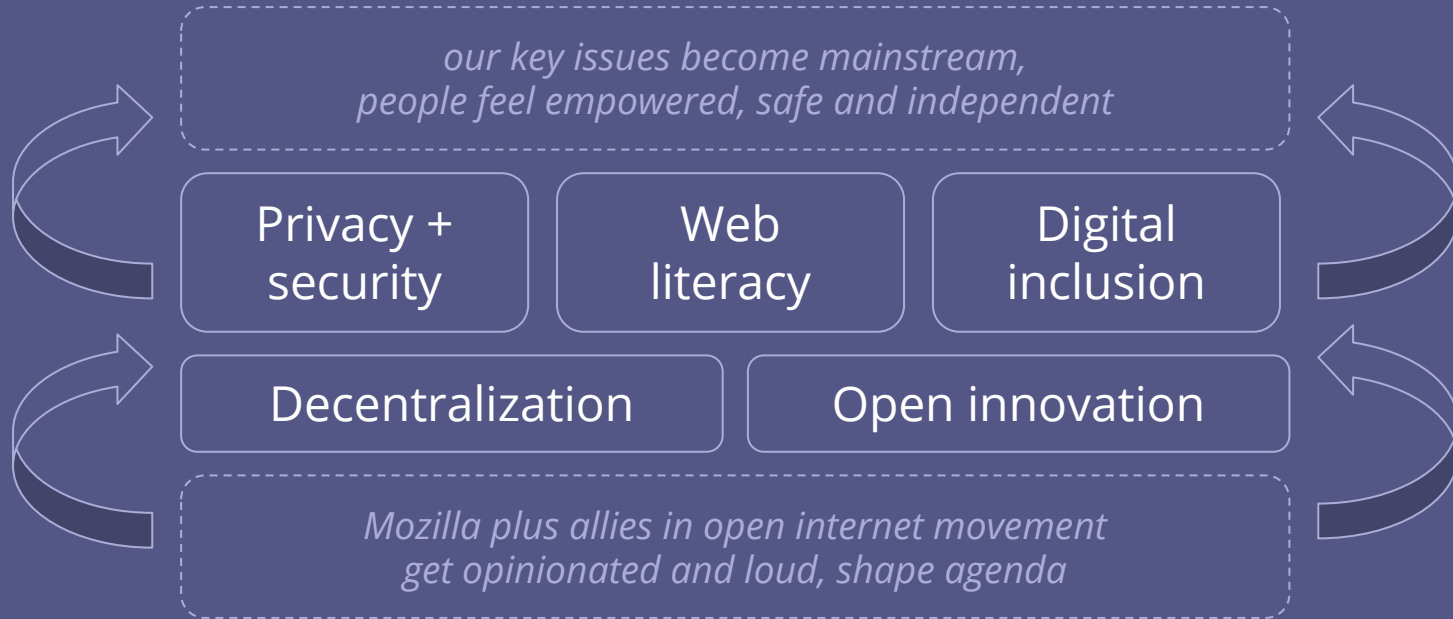 our key issues become mainstream,
people feel empowered, safe and independent
Privacy +
security
Web
literacy
Digital
inclusion
Decentralization
Open innovation
Mozilla plus allies in open internet movement
get opinionated and loud, shape agenda